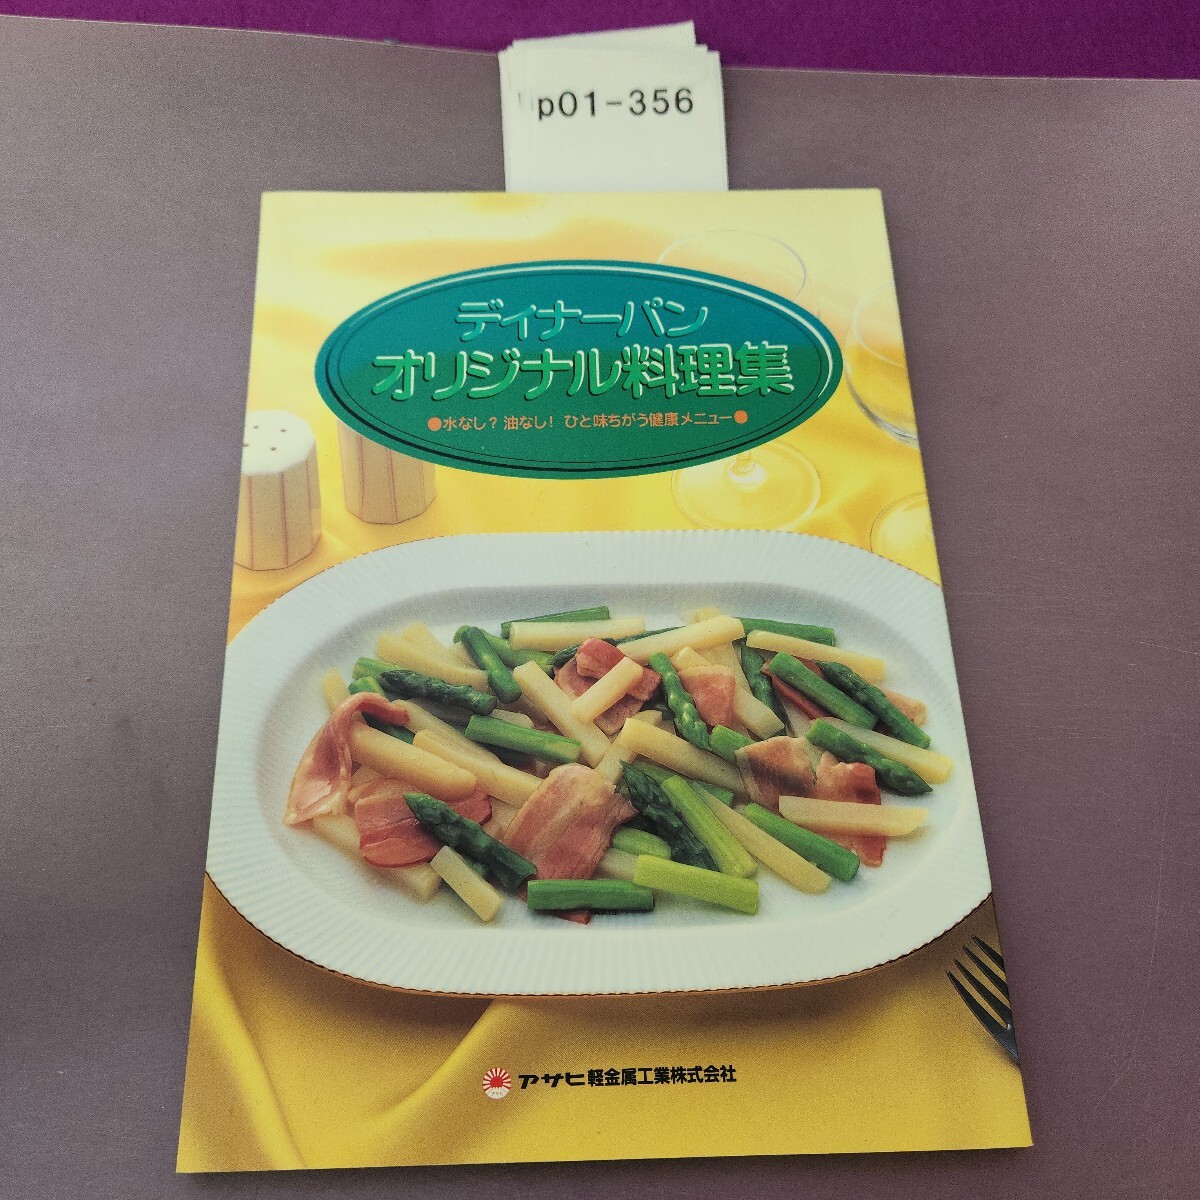 p01-356
ディナーパン
オリジナル料理集
●水なし？油なし！ひと味ちがう健康メニュー●
アサヒ軽金属工業株式会社